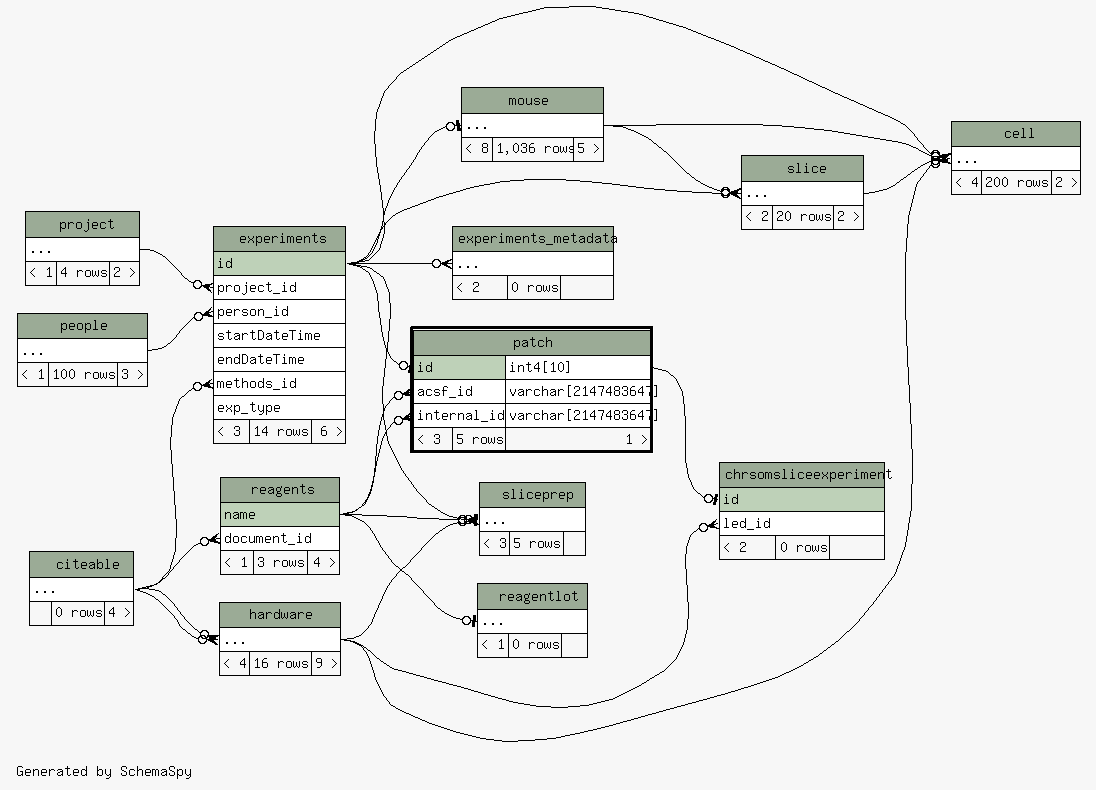 mouse
...
< 8 1,036 rows 5 >
cell
...
< 4 200 rows 2 >
slice
...
< 2 20 rows 2 >
project
...
< 1 4 rows 2 >
experiments
id
project_id
person_id
startDateTime
endDateTime
methods_id
exp_type
< 3 14 rows 6 >
experiments_metadata
...
< 2 0 rows
people
...
< 1 100 rows 3 >
patch
id int4[10]
acsf_id varchar[2147483647]
internal_id varchar[2147483647]
< 3 5 rows 1 >
chrsomsliceexperiment
id
led_id
< 2 0 rows
reagents
name
document_id
< 1 3 rows 4 >
sliceprep
...
< 3 5 rows
citeable
...
0 rows 4 >
reagentlot
...
< 1 0 rows
hardware
...
< 4 16 rows 9 >
Generated by SchemaSpy